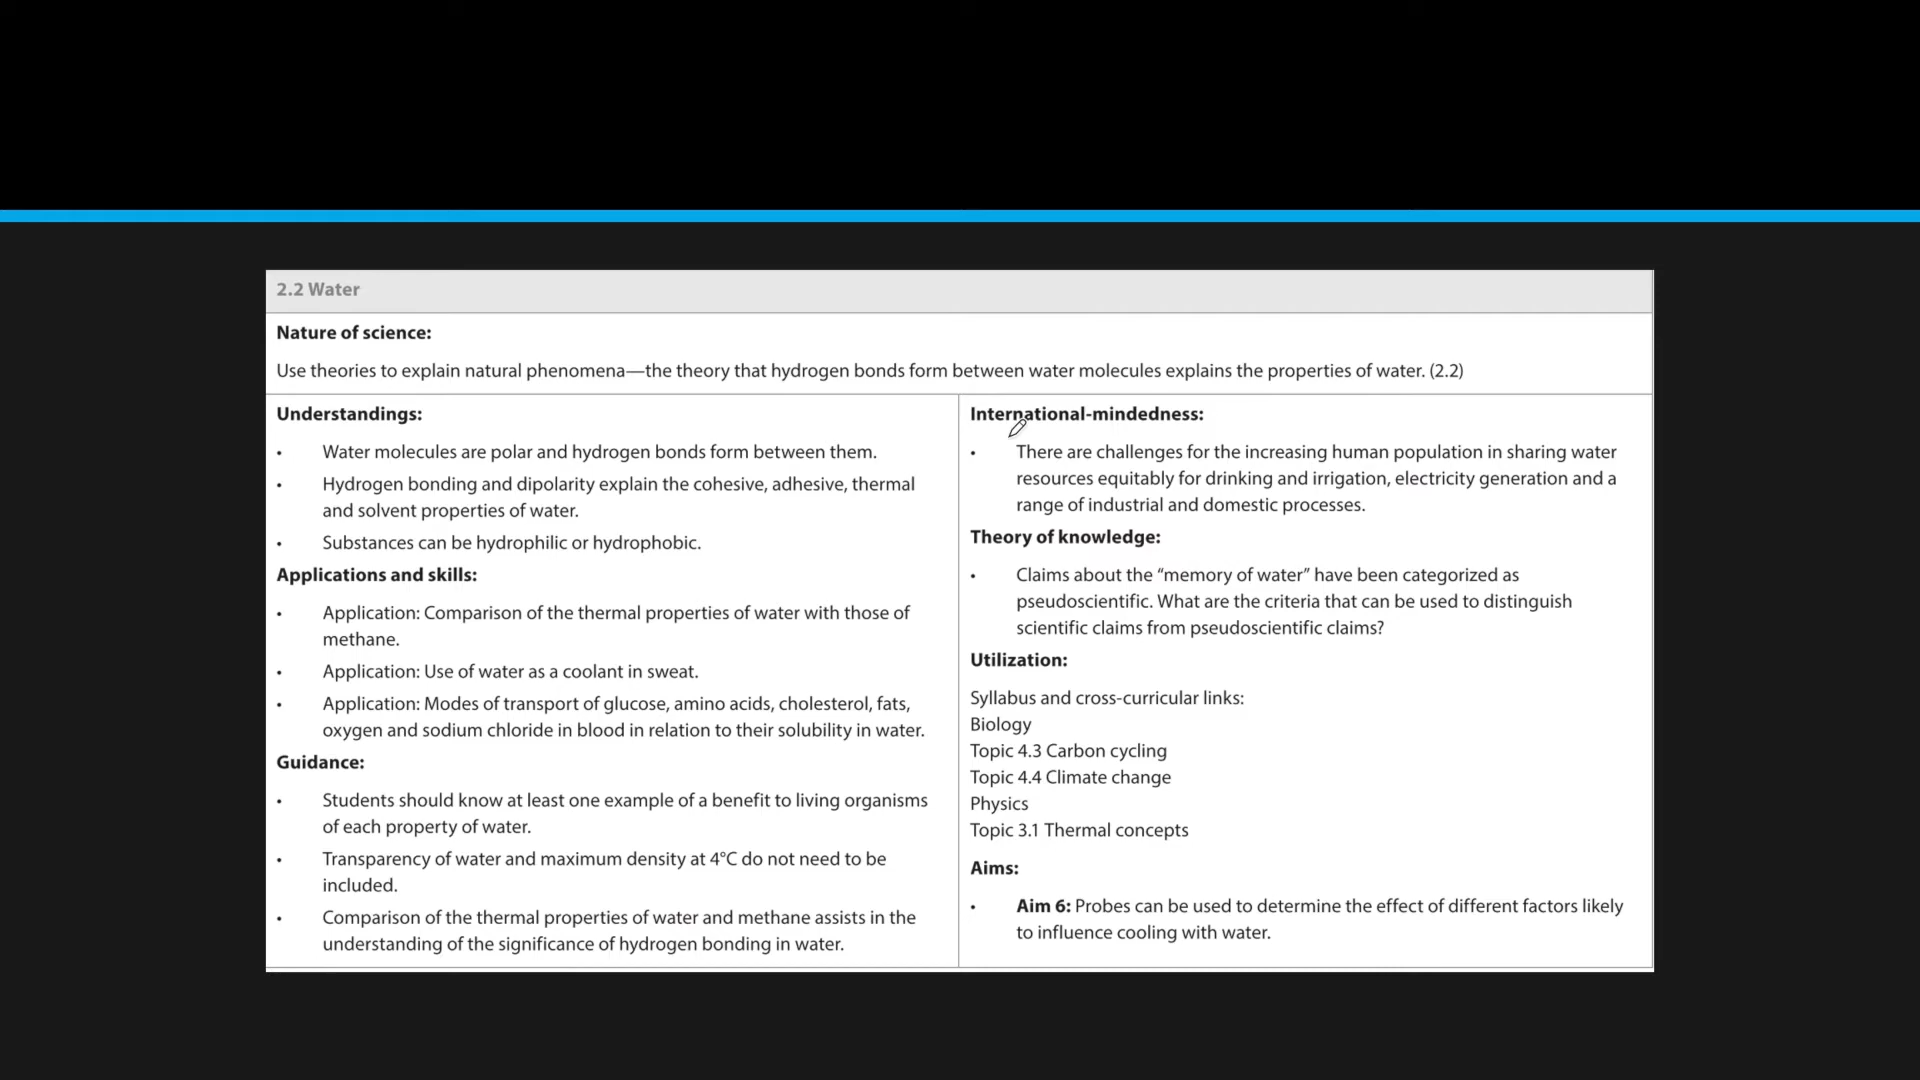 2.2 Water
Nature of science:
Use theories to explain natural phenomena—the theory that hydrogen bonds form between water molecules explains the properties of water. (2.2)
Understandings:
• Water molecules are polar and hydrogen bonds form between them.
• Hydrogen bonding and dipolarity explain the cohesive, adhesive, thermal
and solvent properties of water.
• Substances can be hydrophilic or hydrophobic.
Applications and skills:
• Application: Comparison of the thermal properties of water with those of
methane.
• Application: Use of water as a coolant in sweat.
• Application: Modes of transport of glucose, amino acids, cholesterol, fats,
oxygen and sodium chloride in blood in relation to their solubility in water.
Guidance:
• Students should know at least one example of a benefit to living organisms
of each property of water.
• Transparency of water and maximum density at 4°C do not need to be
included.
• Comparison of the thermal properties of water and methane assists in the
understanding of the significance of hydrogen bonding in water.
International-mindedness:
• There are challenges for the increasing human population in sharing water
resources equitably for drinking and irrigation, electricity generation and a
range of industrial and domestic processes.
Theory of knowledge:
• Claims about the “memory of water” have been categorized as
pseudoscientific. What are the criteria that can be used to distinguish
scientific claims from pseudoscientific claims?
Utilization:
Syllabus and cross-curricular links:
Biology
Topic 4.3 Carbon cycling
Topic 4.4 Climate change
Physics
Topic 3.1 Thermal concepts
Aims:
• Aim 6: Probes can be used to determine the effect of different factors likely
to influence cooling with water.